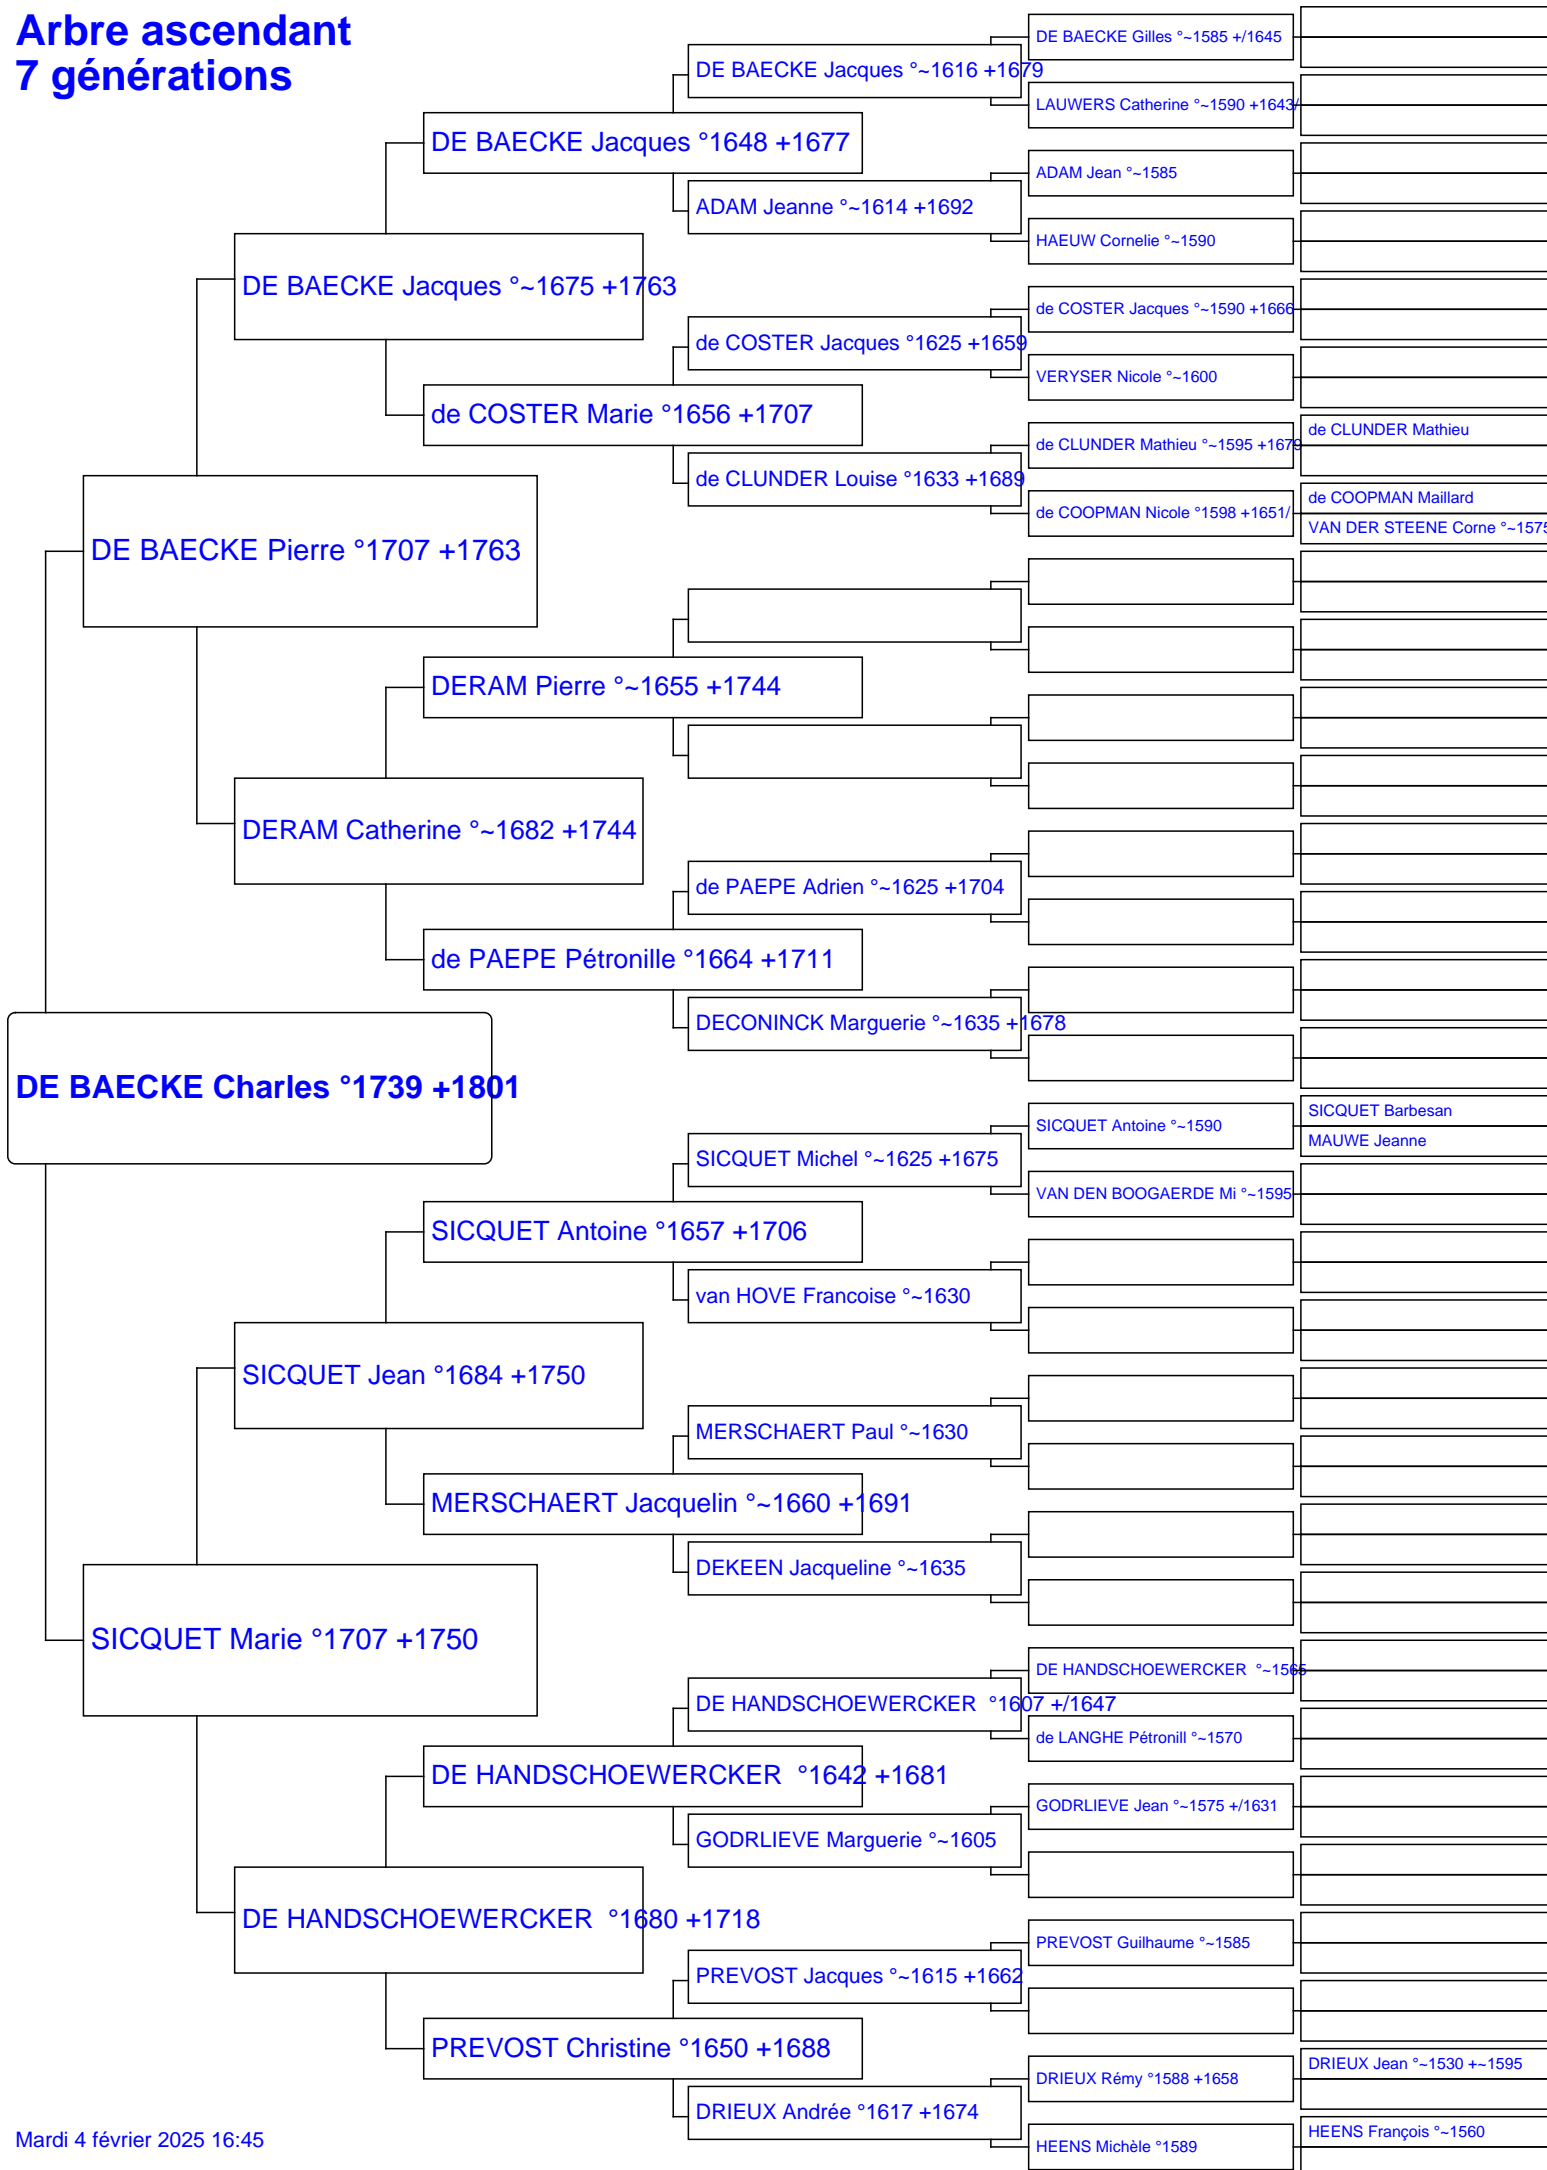 Arbre ascendant
7 générations
DE BAECKE Gilles °~1585 +/1645
DE BAECKE Jacques °~1616 +1679
LAUWERS Catherine °~1590 +1643/
DE BAECKE Jacques °1648 +1677
ADAM Jean °~1585
ADAM Jeanne °~1614 +1692
HAEUW Cornelie °~1590
DE BAECKE Jacques °~1675 +1763
de COSTER Jacques °~1590 +1666
de COSTER Jacques °1625 +1659
VERYSER Nicole °~1600
de COSTER Marie °1656 +1707
de CLUNDER Mathieu
de CLUNDER Mathieu °~1595 +1679
de CLUNDER Louise °1633 +1689
de COOPMAN Maillard
de COOPMAN Nicole °1598 +1651/
VAN DER STEENE Corne °~1575
DE BAECKE Pierre °1707 +1763
DERAM Pierre °~1655 +1744
DERAM Catherine °~1682 +1744
de PAEPE Adrien °~1625 +1704
de PAEPE Pétronille °1664 +1711
DECONINCK Marguerie °~1635 +1678
DE BAECKE Charles °1739 +1801
SICQUET Barbesan
SICQUET Antoine °~1590
MAUWE Jeanne
SICQUET Michel °~1625 +1675
VAN DEN BOOGAERDE Mi °~1595
SICQUET Antoine °1657 +1706
van HOVE Francoise °~1630
SICQUET Jean °1684 +1750
MERSCHAERT Paul °~1630
MERSCHAERT Jacquelin °~1660 +1691
DEKEEN Jacqueline °~1635
SICQUET Marie °1707 +1750
DE HANDSCHOEWERCKER  °~1565
DE HANDSCHOEWERCKER  °1607 +/1647
de LANGHE Pétronill °~1570
DE HANDSCHOEWERCKER  °1642 +1681
GODRLIEVE Jean °~1575 +/1631
GODRLIEVE Marguerie °~1605
DE HANDSCHOEWERCKER  °1680 +1718
PREVOST Guilhaume °~1585
PREVOST Jacques °~1615 +1662
PREVOST Christine °1650 +1688
DRIEUX Jean °~1530 +~1595
DRIEUX Rémy °1588 +1658
DRIEUX Andrée °1617 +1674
HEENS François °~1560
HEENS Michèle °1589
Mardi 4 février 2025 16:45